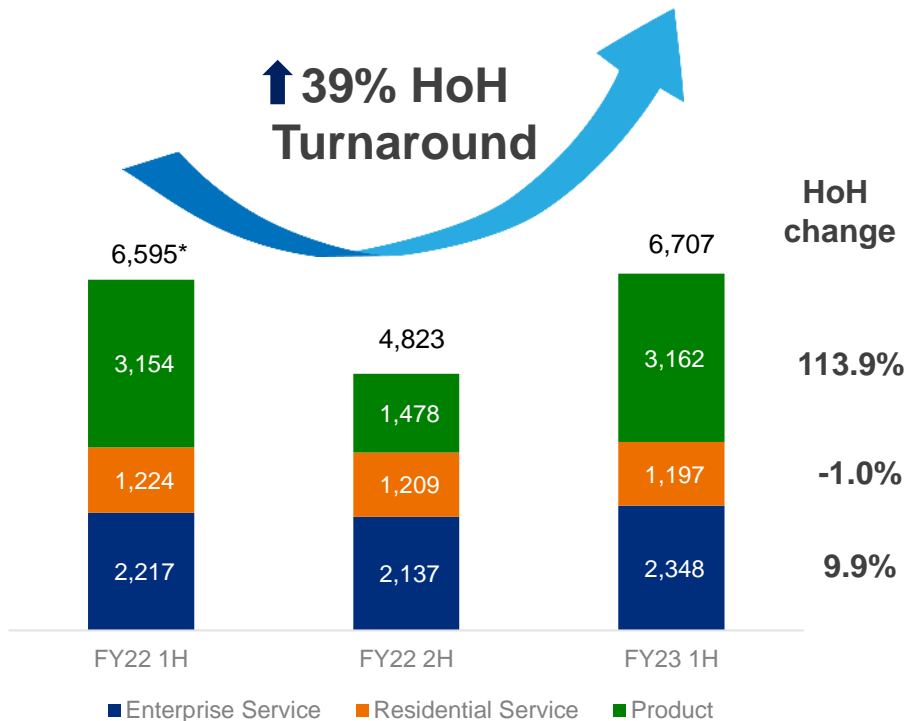 39% HoH
Turnaround
HoH
change
6,595*
4,823
6,707
3,154
1,478
3,162
113.9%
1,224
1,209
1,197
-1.0%
2,217
2,137
2,348
9.9%
FY22 1H
FY22 2H
FY23 1H
Enterprise Service
Residential Service
Product